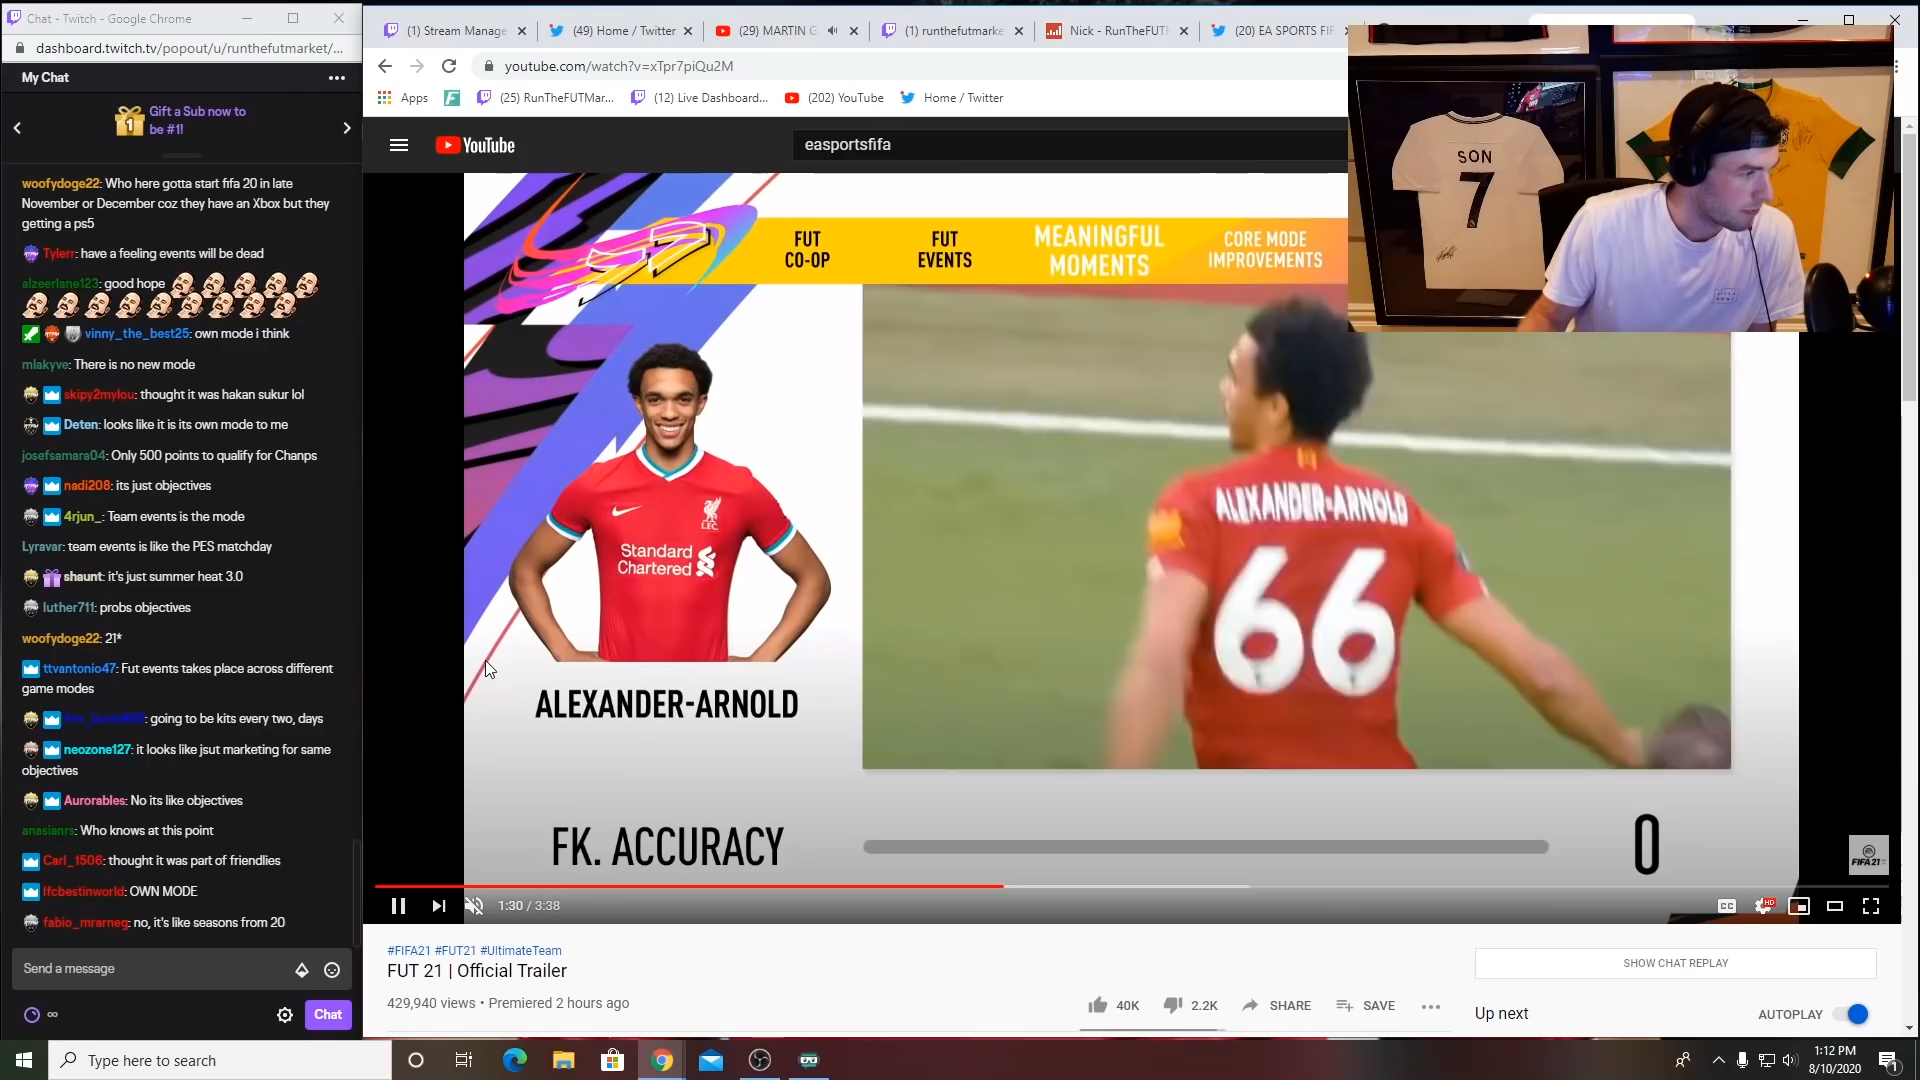 Chat - Twitch - Google Chrome
dashboard.twitch.tv/popout/u/runthefutmarket/...
My Chat
Gift a Sub now to
be #1!
1
woofydoge22: Who here gotta start fifa 20 in late
November or December coz they have an Xbox but they
getting a ps5
Tylerr: have a feeling events will be dead
alzeerlane123: good hope
vinny_the_best25: own mode i think
mlakyve: There is no new mode
skipy2mylou: thought it was hakan sukur lol
Deten: looks like it is its own mode to me
josefsamara04: Only 500 points to qualify for Chanps
nadi208: its just objectives
4rjun_: Team events is the mode
Lyravar: team events is like the PES matchday
shaunt: it's just summer heat 3.0
luther711: probs objectives
woofydoge22: 21*
ttvantonio47: Fut events takes place across different
game modes
: going to be kits every two, days
neozone127: it looks like jsut marketing for same
objectives
Aurorables: No its like objectives
anasianrs: Who knows at this point
Carl_1506: thought it was part of friendlies
lfcbestinworld: OWN MODE
fabio_mrarneg: no, it's like seasons from 20
Send a message
Chat
(1) Stream Manage
(49) Home / Twitter
(29) MARTIN G
(1) runthefutmarke
Nick - RunTheFUT
(20) EA SPORTS FIF
youtube.com/watch?v=xTpr7piQu2M
Apps
(25) RunTheFUTMar...
(12) Live Dashboard...
(202) YouTube
Home / Twitter
YouTube
easportsfifa
SON
7
21
FUT
CO-OP
FUT
EVENTS
MEANINGFUL
MOMENTS
CORE MODE
IMPROVEMENTS
L.F.C.
Standard
Chartered
ALEXANDER-ARNOLD
66
ALEXANDER-ARNOLD
FK. ACCURACY
0
FIFA 21
1:30 / 3:38
CC
HD
#FIFA21 #FUT21 #UltimateTeam
FUT 21 | Official Trailer
429,940 views • Premiered 2 hours ago
40K
2.2K
SHARE
SAVE
SHOW CHAT REPLAY
Up next
AUTOPLAY
Type here to search
1:12 PM
8/10/2020
1